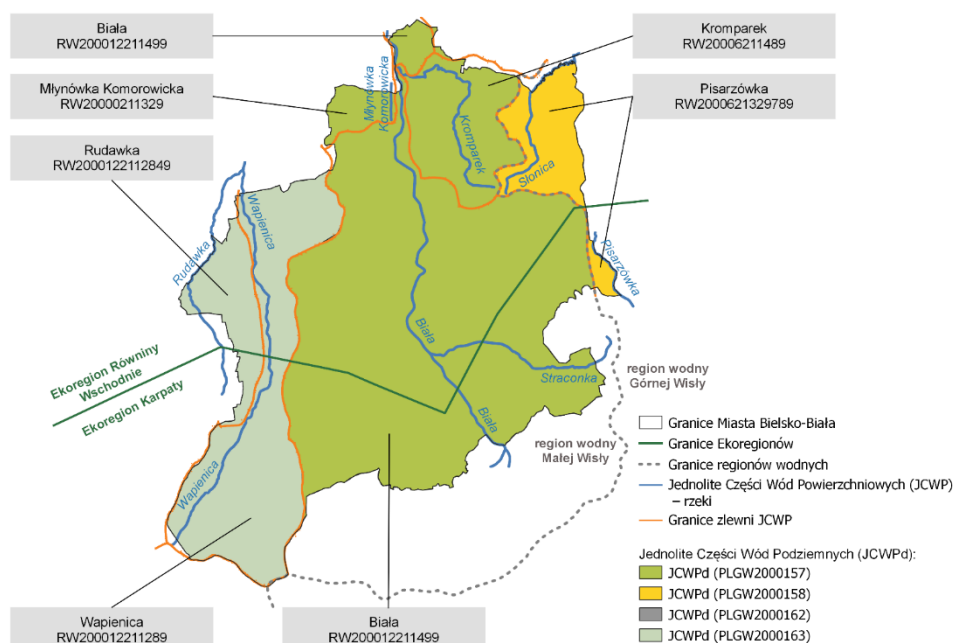 Biała
RW200012211499
Kromparek
RW20006211489
Młynówka Komorowicka
RW20000211329
Pisarzówka
RW2000621329789
Rudawka
RW2000122112849
Młynówka
Komorowicka
Kromparek
Słonica
Wapienica
Rudawka
Pisarzówka
Biała
Straconka
Ekoregion Równiny
Wschodnie
Ekoregion Karpaty
region wodny
Górnej Wisły
Biała
region wodny
Małej Wisły
Wapienica
Granice Miasta Bielsko-Biała
Granice Ekoregionów
Granice regionów wodnych
Jednolite Części Wód Powierzchniowych (JCWP)
– rzeki
Granice zlewni JCWP
Jednolite Części Wód Podziemnych (JCWPd):
JCWPd (PLGW2000157)
JCWPd (PLGW2000158)
JCWPd (PLGW2000162)
JCWPd (PLGW2000163)
Wapienica
RW200012211289
Biała
RW200012211499